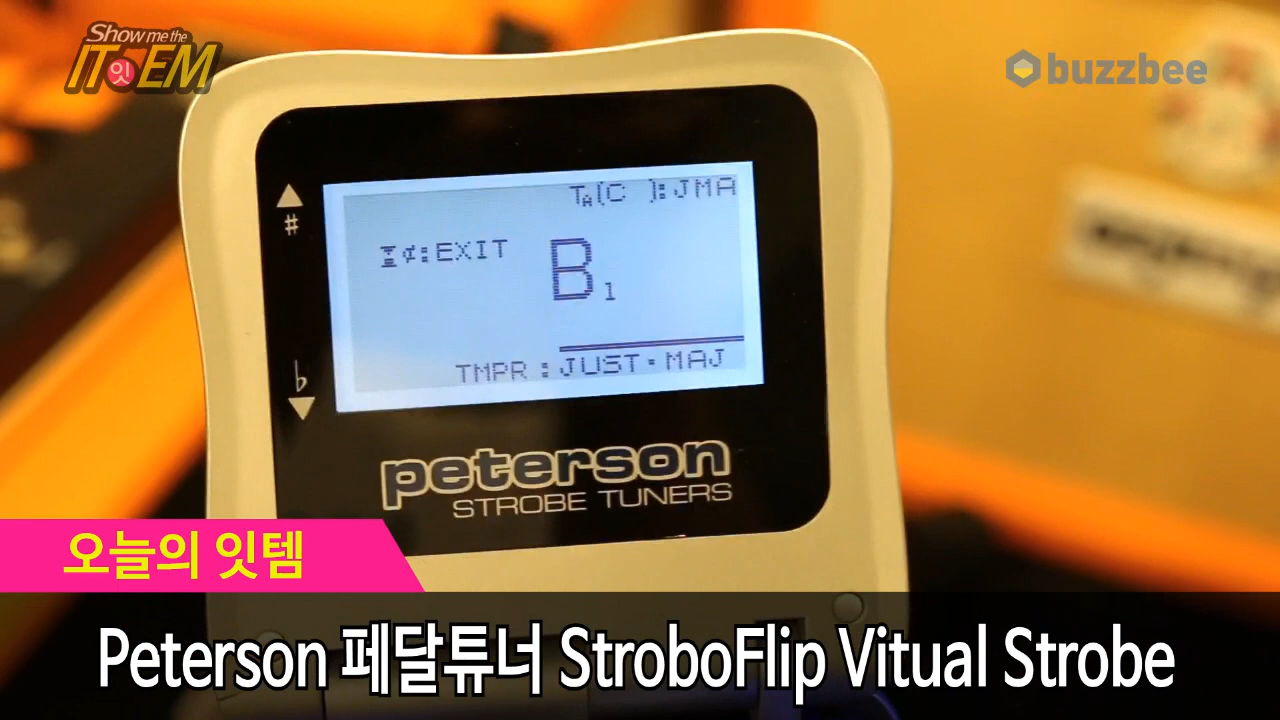 Show me the
IT잇EM
buzzbee
TA(C ):JMA
♯
:EXIT
B1
♭
TMPR :JUST·MAJ
peterson
STROBE TUNERS
오늘의 잇템
Peterson 페달튜너 StroboFlip Vitual Strobe